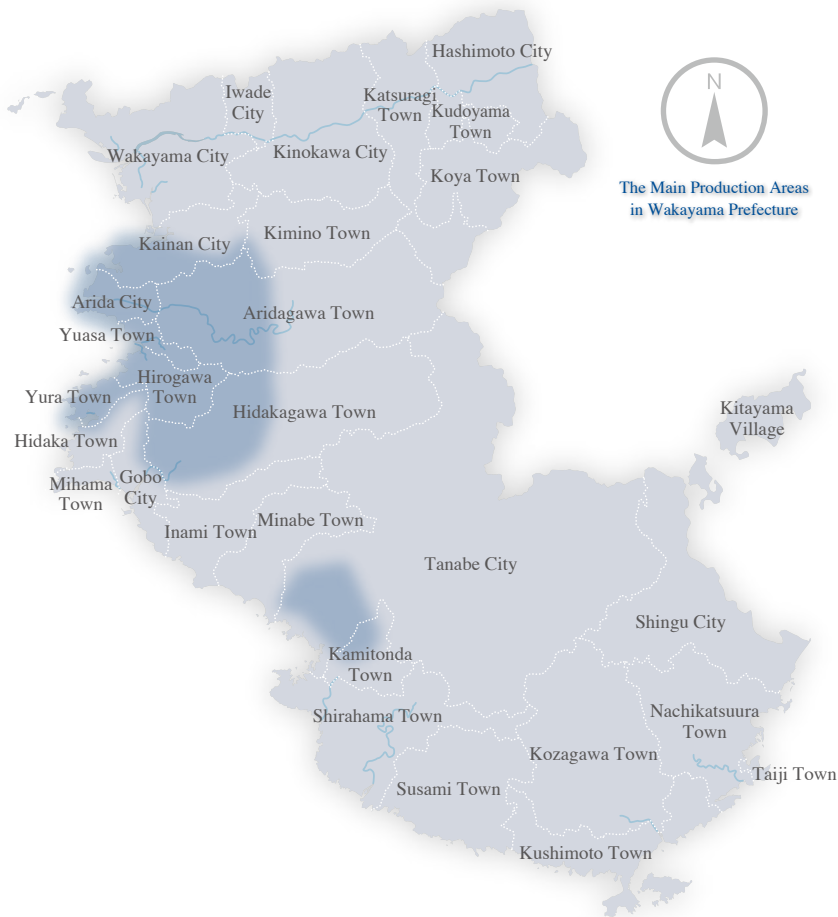 Hashimoto City
N
Iwade
City
Katsuragi
Town
Kudoyama
Town
Wakayama City
Kinokawa City
Koya Town
The Main Production Areas
in Wakayama Prefecture
Kimino Town
Kainan City
Arida City
Aridagawa Town
Yuasa Town
Hirogawa
Town
Yura Town
Hidakagawa Town
Kitayama
Village
Hidaka Town
Mihama
Town
Gobo
City
Minabe Town
Inami Town
Tanabe City
Shingu City
Kamitonda
Town
Shirahama Town
Nachikatsuura
Town
Kozagawa Town
Taiji Town
Susami Town
Kushimoto Town